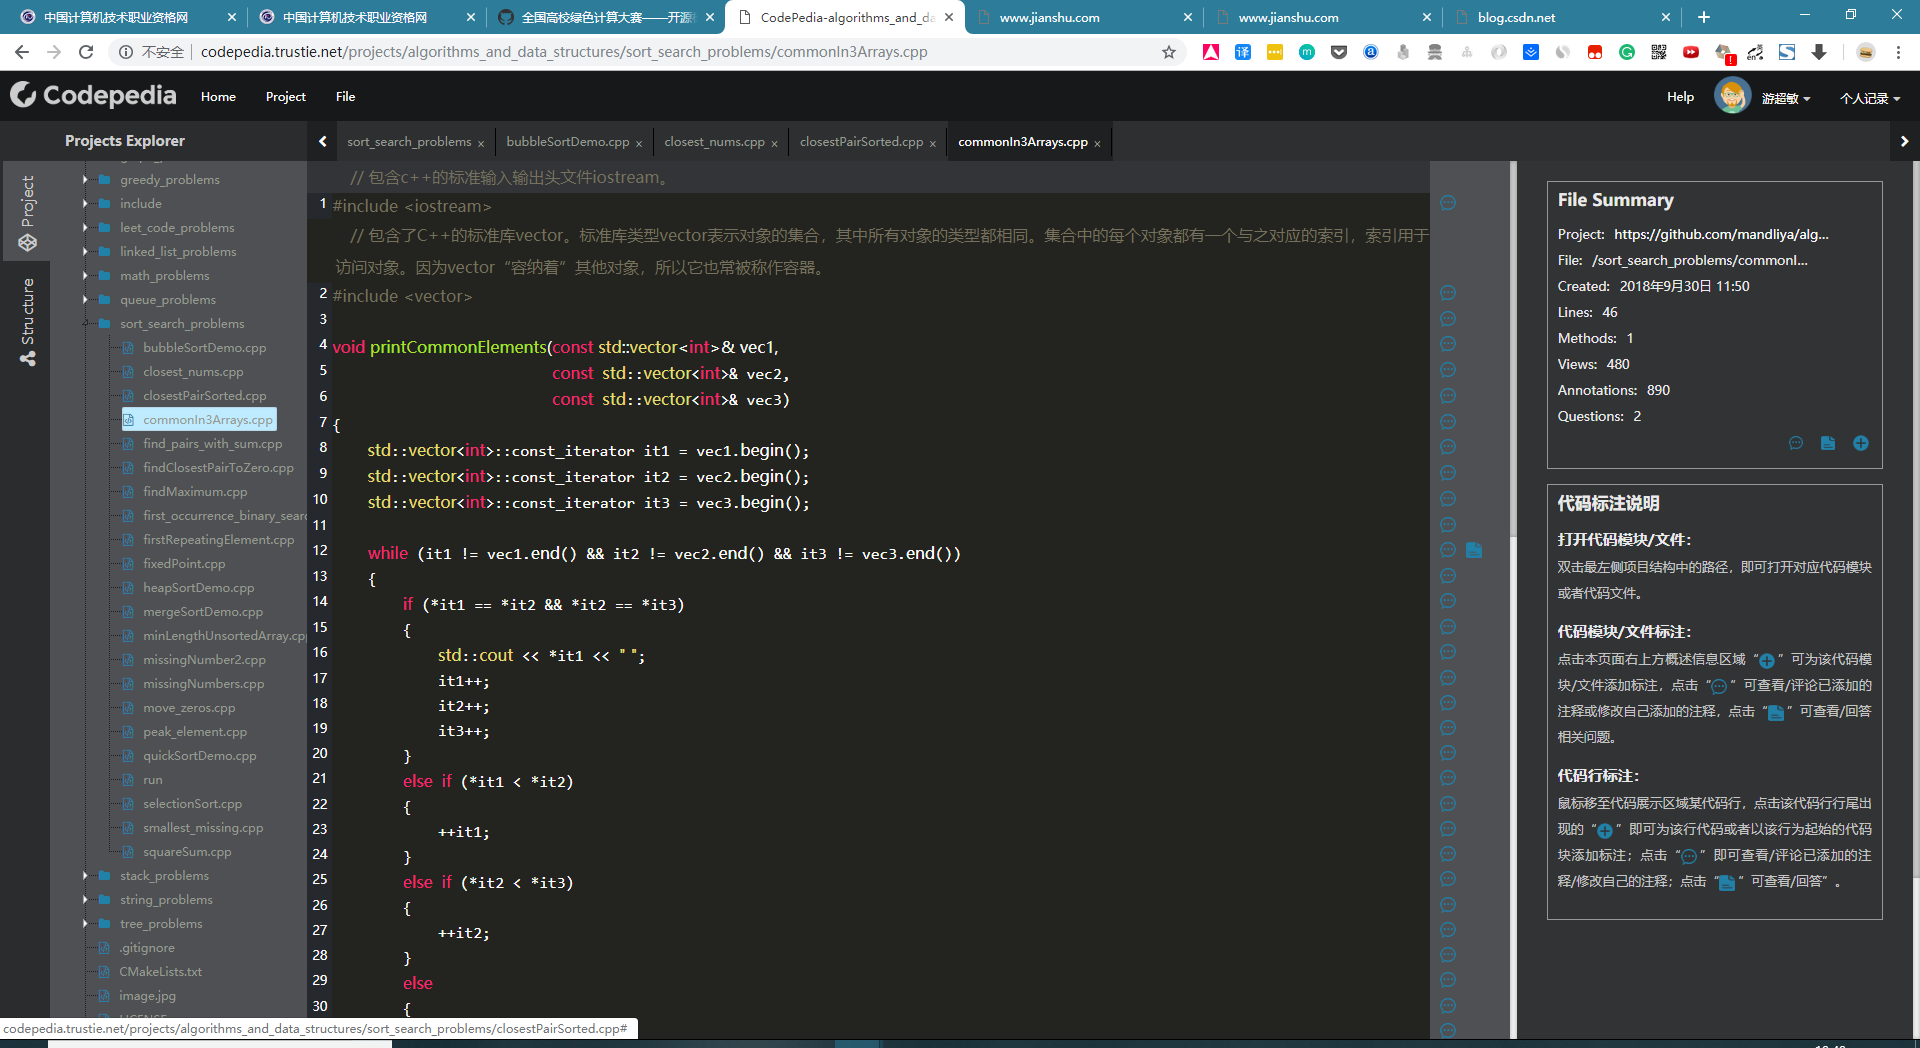 中国计算机技术职业资格网
中国计算机技术职业资格网
全国高校绿色计算大赛——开源
CodePedia-algorithms_and_da
www.jianshu.com
www.jianshu.com
blog.csdn.net
不安全 codepedia.trustie.net/projects/algorithms_and_data_structures/sort_search_problems/commonIn3Arrays.cpp
Codepedia
Home
Project
File
Help
游超敏
个人记录
Projects Explorer
Project
Structure
greedy_problems
include
leet_code_problems
linked_list_problems
math_problems
queue_problems
sort_search_problems
bubbleSortDemo.cpp
closest_nums.cpp
closestPairSorted.cpp
commonIn3Arrays.cpp
find_pairs_with_sum.cpp
findClosestPairToZero.cpp
findMaximum.cpp
first_occurrence_binary_searc
firstRepeatingElement.cpp
fixedPoint.cpp
heapSortDemo.cpp
mergeSortDemo.cpp
minLengthUnsortedArray.cpp
missingNumber2.cpp
missingNumbers.cpp
move_zeros.cpp
peak_element.cpp
quickSortDemo.cpp
run
selectionSort.cpp
smallest_missing.cpp
squareSum.cpp
stack_problems
string_problems
tree_problems
.gitignore
CMakeLists.txt
image.jpg
codepedia.trustie.net/projects/algorithms_and_data_structures/sort_search_problems/closestPairSorted.cpp#
sort_search_problems ×
bubbleSortDemo.cpp ×
closest_nums.cpp ×
closestPairSorted.cpp ×
commonIn3Arrays.cpp ×
// 包含c++的标准输入输出头文件iostream。
1 #include <iostream>
// 包含了C++的标准库vector。标准库类型vector表示对象的集合，其中所有对象的类型都相同。集合中的每个对象都有一个与之对应的索引，索引用于
访问对象。因为vector“容纳着”其他对象，所以它也常被称作容器。
2 #include <vector>
3
4 void printCommonElements(const std::vector<int>& vec1,
5 const std::vector<int>& vec2,
6 const std::vector<int>& vec3)
7 {
8 std::vector<int>::const_iterator it1 = vec1.begin();
9 std::vector<int>::const_iterator it2 = vec2.begin();
10 std::vector<int>::const_iterator it3 = vec3.begin();
11
12 while (it1 != vec1.end() && it2 != vec2.end() && it3 != vec3.end())
13 {
14 if (*it1 == *it2 && *it2 == *it3)
15 {
16 std::cout << *it1 << " ";
17 it1++;
18 it2++;
19 it3++;
20 }
21 else if (*it1 < *it2)
22 {
23 ++it1;
24 }
25 else if (*it2 < *it3)
26 {
27 ++it2;
28 }
29 else
30 {
File Summary
Project: https://github.com/mandliya/alg...
File: /sort_search_problems/commonI...
Created: 2018年9月30日 11:50
Lines: 46
Methods: 1
Views: 480
Annotations: 890
Questions: 2
代码标注说明
打开代码模块/文件：
双击最左侧项目结构中的路径，即可打开对应代码模块
或者代码文件。
代码模块/文件标注：
点击本页面右上方概述信息区域“ ”可为该代码模
块/文件添加标注，点击“ ”可查看/评论已添加的
注释或修改自己添加的注释，点击“ ”可查看/回答
相关问题。
代码行标注：
鼠标移至代码展示区域某代码行，点击该代码行行尾出
现的“ ”即可为该行代码或者以该行为起始的代码
块添加标注；点击“ ”即可查看/评论已添加的注
释/修改自己的注释；点击“ “可查看/回答”。